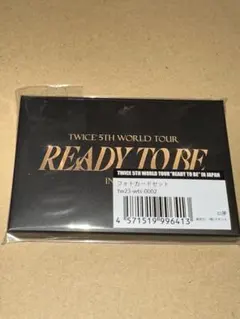 TWICE 5TH WORLD TOUR
READY TO BE
IN
TWICE 5TH WORLD TOUR "READY TO BE" IN JAPAN
フォトカードセット
tw23-wtc-0002
4 571519 996413